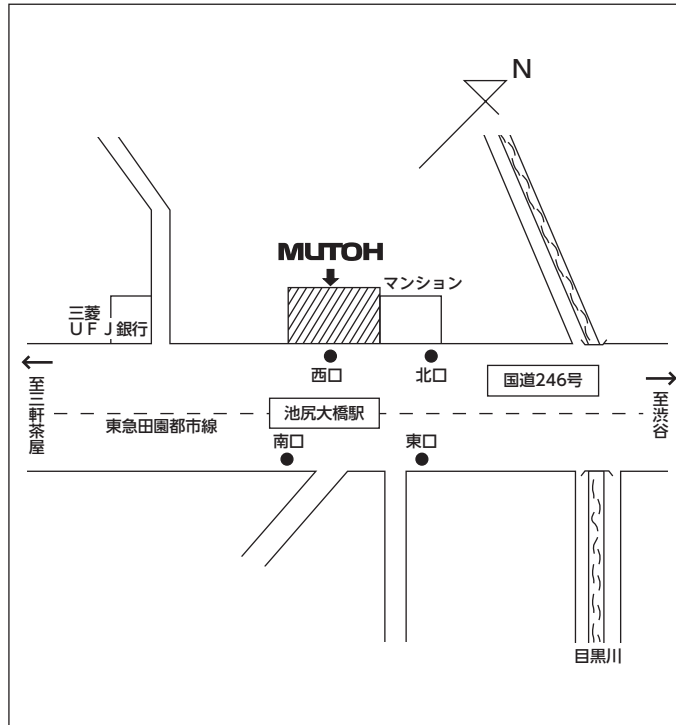 N
MUTOH
マンション
三菱
ＵＦＪ銀行
西口
北口
国道246号
至三軒茶屋
至渋谷
池尻大橋駅
東急田園都市線
南口
東口
目黒川